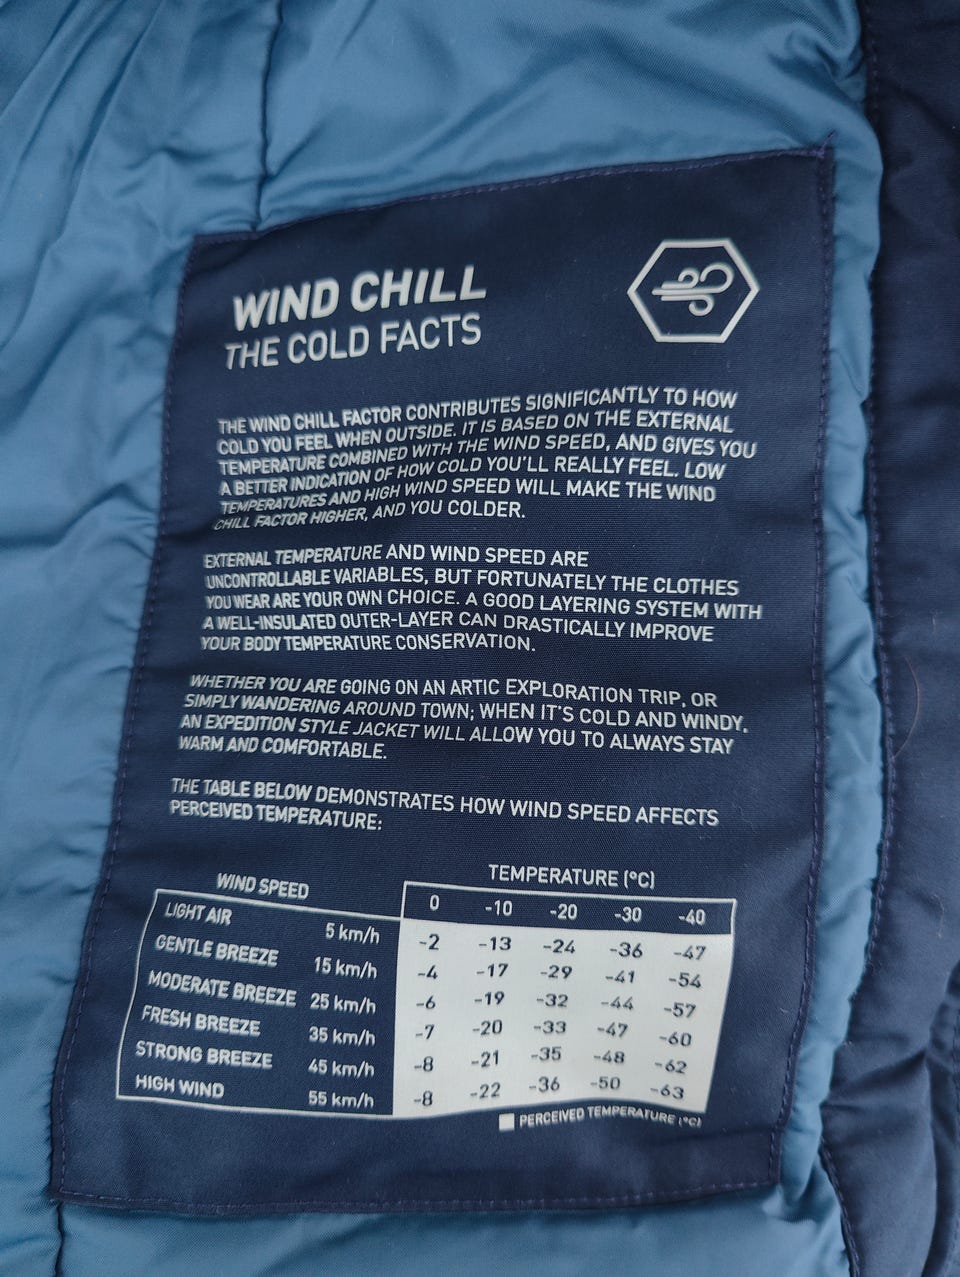 WIND CHILL
THE COLD FACTS
THE WIND CHILL FACTOR CONTRIBUTES SIGNIFICANTLY TO HOW
COLD YOU FEEL WHEN OUTSIDE. IT IS BASED ON THE EXTERNAL
TEMPERATURE COMBINED WITH THE WIND SPEED, AND GIVES YOU
A BETTER INDICATION OF HOW COLD YOU'LL REALLY FEEL. LOW
TEMPERATURES AND HIGH WIND SPEED WILL MAKE THE WIND
CHILL FACTOR HIGHER, AND YOU COLDER.
EXTERNAL TEMPERATURE AND WIND SPEED ARE
UNCONTROLLABLE VARIABLES, BUT FORTUNATELY THE CLOTHES
YOU WEAR ARE YOUR OWN CHOICE. A GOOD LAYERING SYSTEM WITH
A WELL-INSULATED OUTER-LAYER CAN DRASTICALLY IMPROVE
YOUR BODY TEMPERATURE CONSERVATION.
WHETHER YOU ARE GOING ON AN ARTIC EXPLORATION TRIP, OR
SIMPLY WANDERING AROUND TOWN; WHEN IT'S COLD AND WINDY,
AN EXPEDITION STYLE JACKET WILL ALLOW YOU TO ALWAYS STAY
WARM AND COMFORTABLE.
THE TABLE BELOW DEMONSTRATES HOW WIND SPEED AFFECTS
PERCEIVED TEMPERATURE:
WIND SPEED TEMPERATURE (°C)
0 -10 -20 -30 -40
LIGHT AIR 5 km/h -2 -13 -24 -36 -47
GENTLE BREEZE 15 km/h -4 -17 -29 -41 -54
MODERATE BREEZE 25 km/h -6 -19 -32 -44 -57
FRESH BREEZE 35 km/h -7 -20 -33 -47 -60
STRONG BREEZE 45 km/h -8 -21 -35 -48 -62
HIGH WIND 55 km/h -8 -22 -36 -50 -63
PERCEIVED TEMPERATURE (°C)